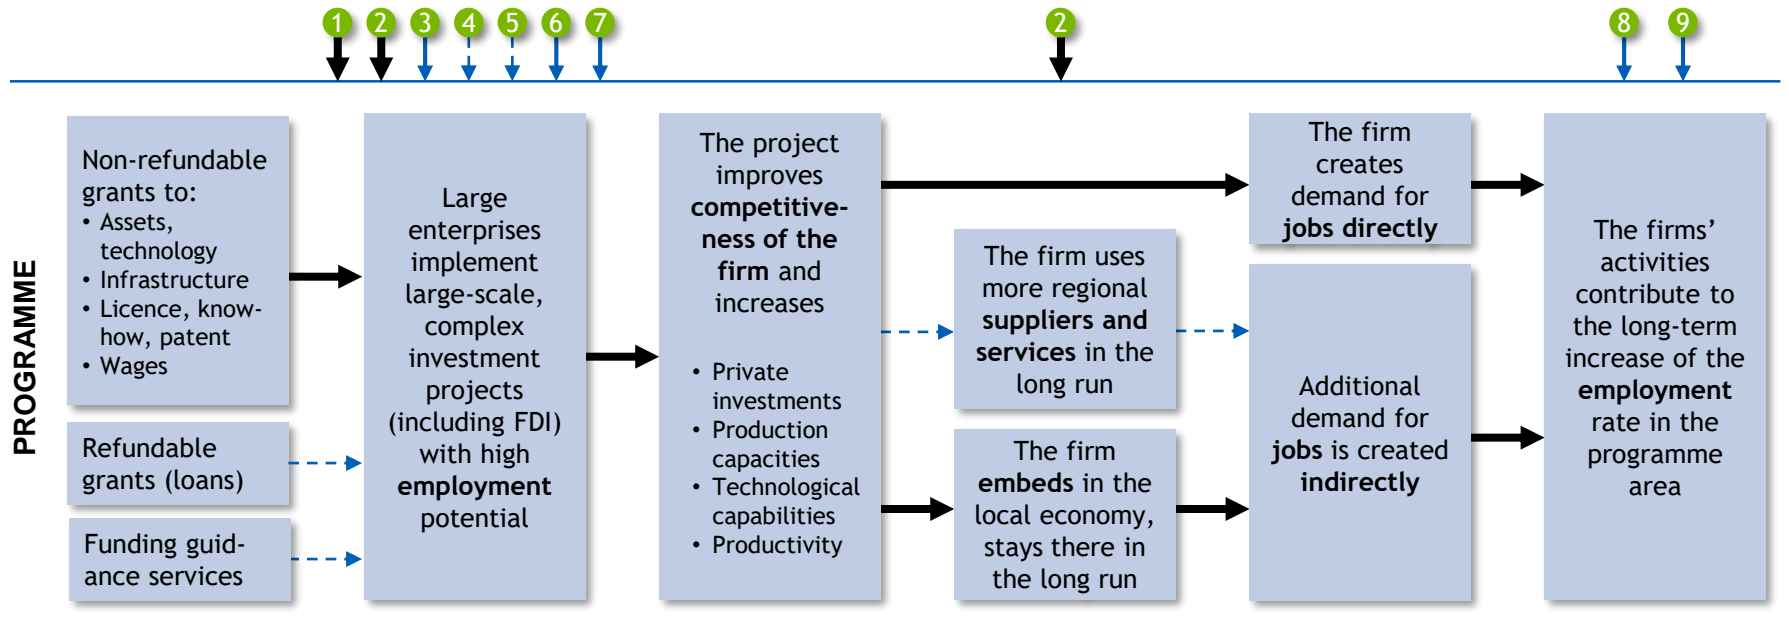 1 2 3 4 5 6 7 2 8 9
PROGRAMME
Non-refundable
grants to:
• Assets,
technology
• Infrastructure
• Licence, know-
how, patent
• Wages
Refundable
grants (loans)
Funding guid-
ance services
Large
enterprises
implement
large-scale,
complex
investment
projects
(including FDI)
with high
employment
potential
The project
improves
competitive-
ness of the
firm and
increases
• Private
investments
• Production
capacities
• Technological
capabilities
• Productivity
The firm uses
more regional
suppliers and
services in the
long run
The firm
embeds in the
local economy,
stays there in
the long run
The firm
creates
demand for
jobs directly
Additional
demand for
jobs is created
indirectly
The firms’
activities
contribute to
the long-term
increase of the
employment
rate in the
programme
area